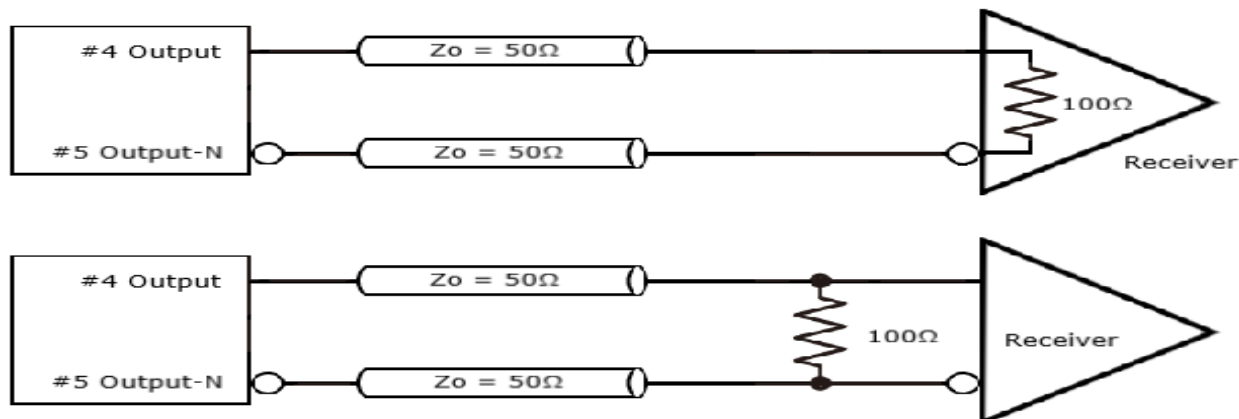 #4 Output
Zo = 50Ω
100Ω
#5 Output-N
Zo = 50Ω
Receiver
#4 Output
Zo = 50Ω
100Ω
Receiver
#5 Output-N
Zo = 50Ω